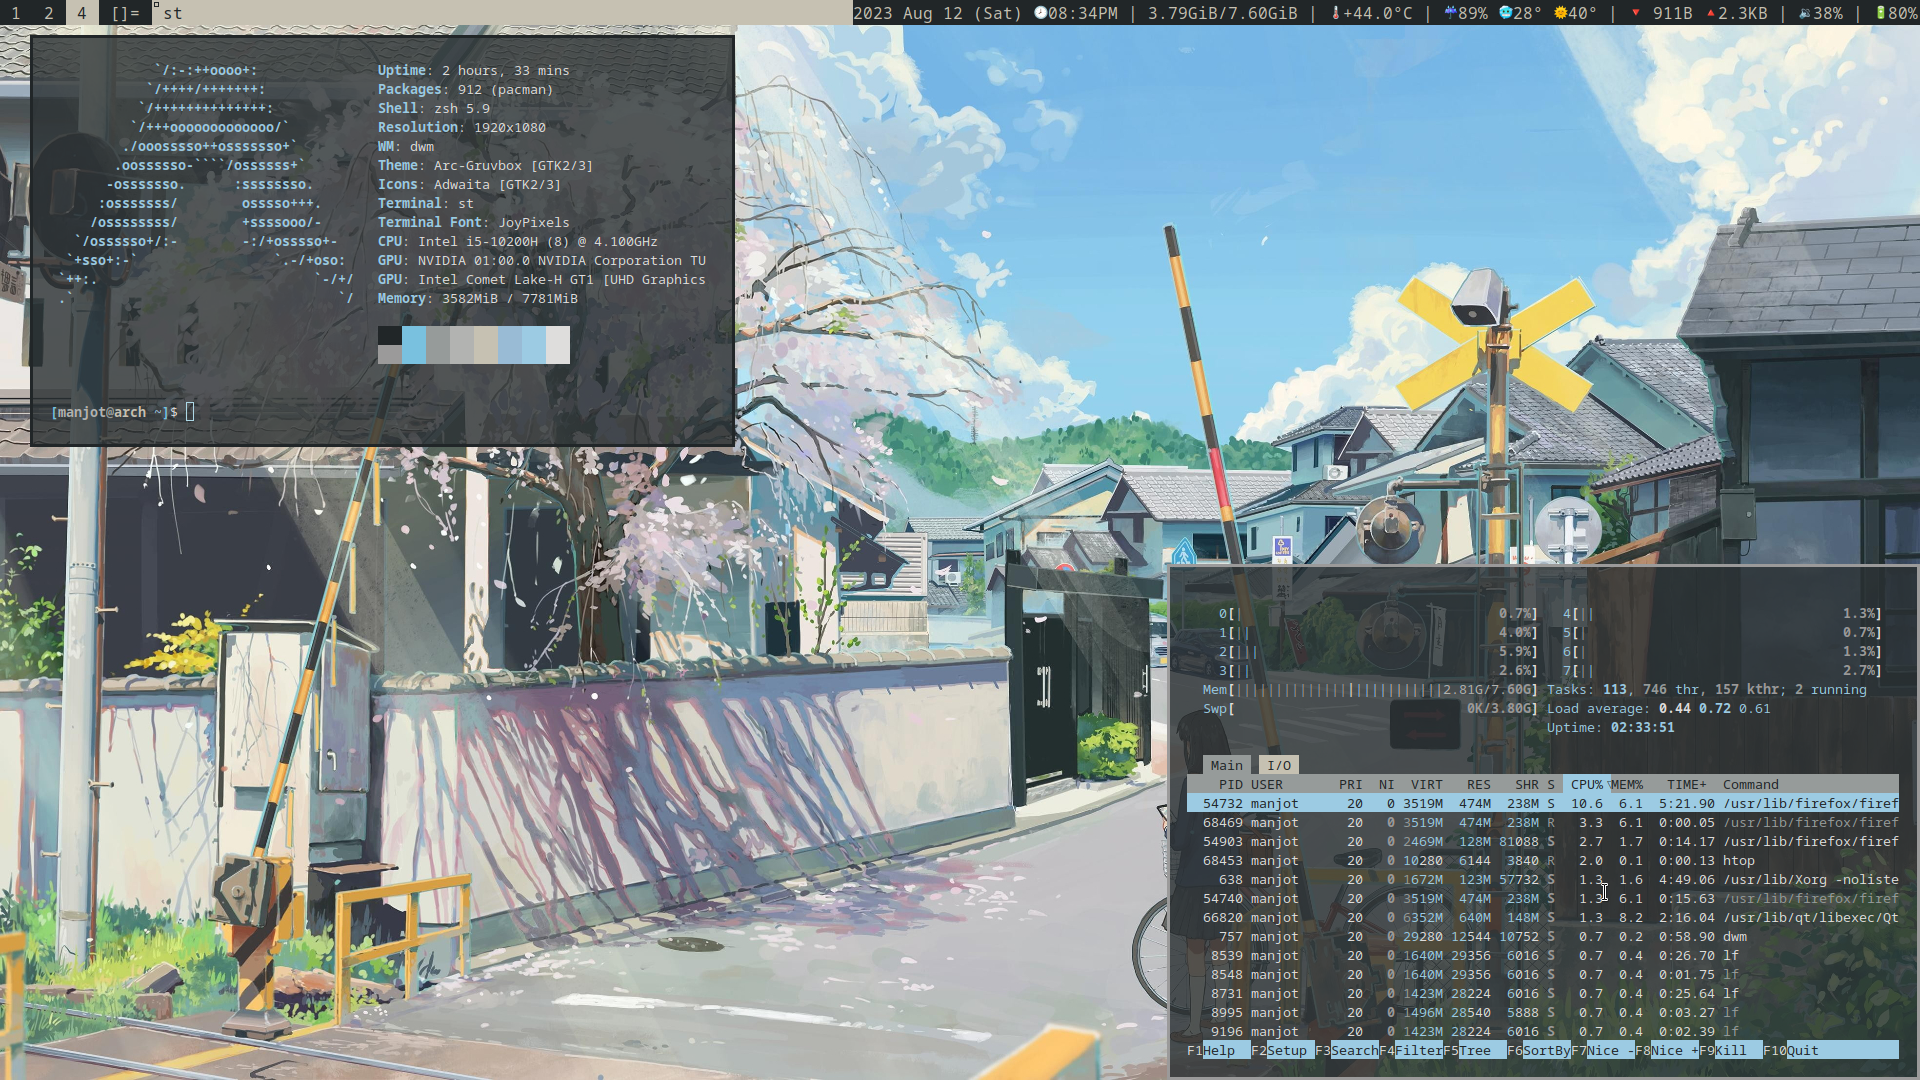 1 2 4 []= st 2023 Aug 12 (Sat) 🕗08:34PM | 3.79GiB/7.60GiB | 🌡+44.0°C | ☔89% 🥶28° 🌞40° | 🔻 911B 🔺2.3KB | 🔉38% | 🔋80%
`/:-:++oooo+:
`/++++/+++++++:
`/++++++++++++++:
`/+++ooooooooooooo/`
./ooosssso++osssssso+`
.oossssso-````/ossssss+`
-osssssso. :ssssssso.
:osssssss/ osssso+++.
/ossssssss/ +ssssooo/-
`/ossssso+/:- -:/+osssso+-
`+sso+:-` `.-/+oso:
`++:. `-/+/
.` `/
Uptime: 2 hours, 33 mins
Packages: 912 (pacman)
Shell: zsh 5.9
Resolution: 1920x1080
WM: dwm
Theme: Arc-Gruvbox [GTK2/3]
Icons: Adwaita [GTK2/3]
Terminal: st
Terminal Font: JoyPixels
CPU: Intel i5-10200H (8) @ 4.100GHz
GPU: NVIDIA 01:00.0 NVIDIA Corporation TU
GPU: Intel Comet Lake-H GT1 [UHD Graphics
Memory: 3582MiB / 7781MiB
[manjot@arch ~]$
0[| 0.7%] 4[|| 1.3%]
1[|| 4.0%] 5[| 0.7%]
2[||| 5.9%] 6[| 1.3%]
3[|| 2.6%] 7[|| 2.7%]
Mem[||||||||||||||||||||||||||2.81G/7.60G] Tasks: 113, 746 thr, 157 kthr; 2 running
Swp[ 0K/3.80G] Load average: 0.44 0.72 0.61
Uptime: 02:33:51
Main I/O
PID USER PRI NI VIRT RES SHR S CPU%▽MEM% TIME+ Command
54732 manjot 20 0 3519M 474M 238M S 10.6 6.1 5:21.90 /usr/lib/firefox/firef
68469 manjot 20 0 3519M 474M 238M R 3.3 6.1 0:00.05 /usr/lib/firefox/firef
54903 manjot 20 0 2469M 128M 81088 S 2.7 1.7 0:14.17 /usr/lib/firefox/firef
68453 manjot 20 0 10280 6144 3840 R 2.0 0.1 0:00.13 htop
638 manjot 20 0 1672M 123M 57732 S 1.3 1.6 4:49.06 /usr/lib/Xorg -noliste
54740 manjot 20 0 3519M 474M 238M S 1.3 6.1 0:15.63 /usr/lib/firefox/firef
66820 manjot 20 0 6352M 640M 148M S 1.3 8.2 2:16.04 /usr/lib/qt/libexec/Qt
757 manjot 20 0 29280 12544 10752 S 0.7 0.2 0:58.90 dwm
8539 manjot 20 0 1640M 29356 6016 S 0.7 0.4 0:26.70 lf
8548 manjot 20 0 1640M 29356 6016 S 0.7 0.4 0:01.75 lf
8731 manjot 20 0 1423M 28224 6016 S 0.7 0.4 0:25.64 lf
8995 manjot 20 0 1496M 28540 5888 S 0.7 0.4 0:03.27 lf
9196 manjot 20 0 1423M 28224 6016 S 0.7 0.4 0:02.39 lf
F1Help F2Setup F3SearchF4FilterF5Tree F6SortByF7Nice -F8Nice +F9Kill F10Quit